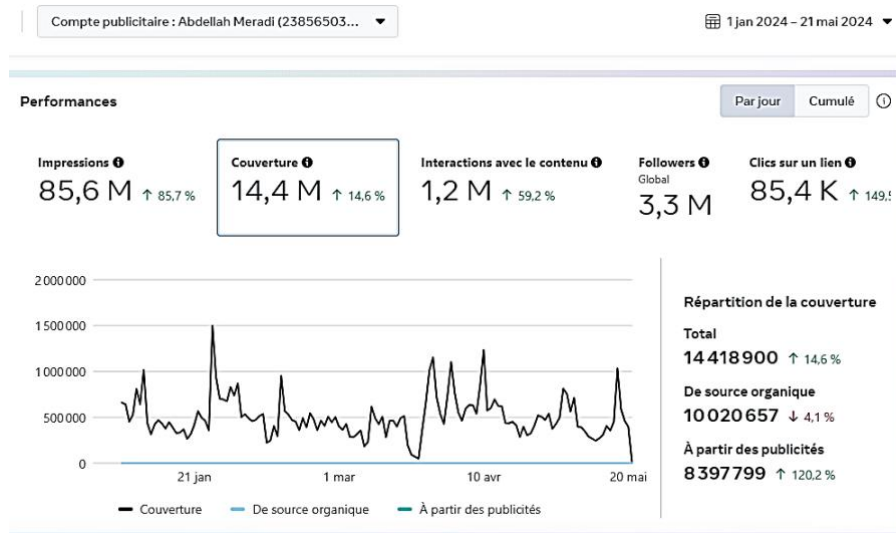 Compte publicitaire : Abdellah Meradi (23856503...
1 jan 2024 – 21 mai 2024
Performances
Par jour
Cumulé
Impressions
85,6 M ↑ 85,7 %
Couverture
14,4 M ↑ 14,6 %
Interactions avec le contenu
1,2 M ↑ 59,2 %
Followers
Global
3,3 M
Clics sur un lien
85,4 K ↑ 149,
2 000 000
1 500 000
1 000 000
500 000
0
21 jan
1 mar
10 avr
20 mai
Couverture
De source organique
À partir des publicités
Répartition de la couverture
Total
14 418 900 ↑ 14,6 %
De source organique
10 020 657 ↓ 4,1 %
À partir des publicités
8 397 799 ↑ 120,2 %